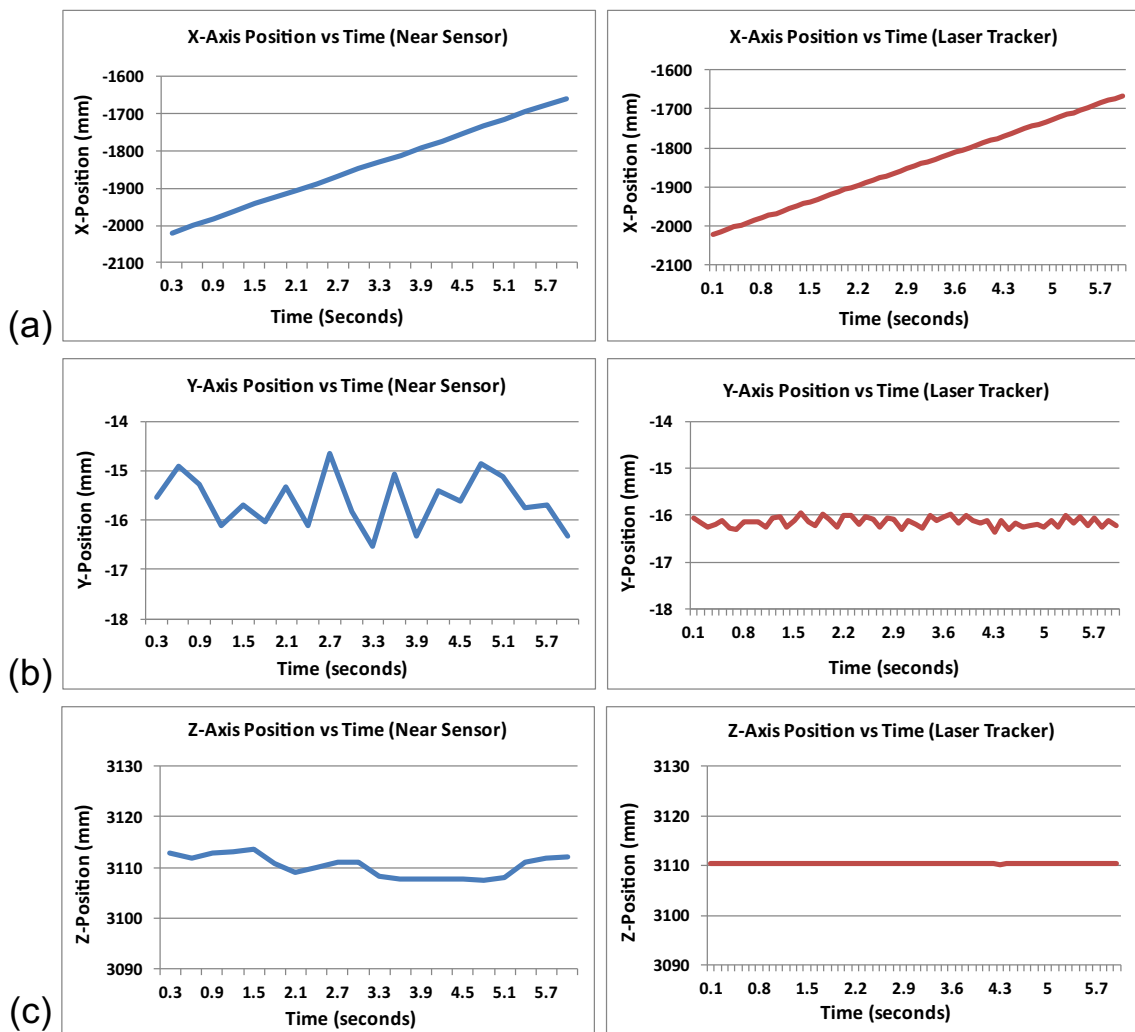 X-Axis Position vs Time (Near Sensor)
X-Position (mm)
-1600
-1700
-1800
-1900
-2000
-2100
0.3 0.9 1.5 2.1 2.7 3.3 3.9 4.5 5.1 5.7
Time (Seconds)
X-Axis Position vs Time (Laser Tracker)
X-Position (mm)
-1600
-1700
-1800
-1900
-2000
-2100
0.1 0.8 1.5 2.2 2.9 3.6 4.3 5 5.7
Time (seconds)
(a)
Y-Axis Position vs Time (Near Sensor)
Y-Position (mm)
-14
-15
-16
-17
-18
0.3 0.9 1.5 2.1 2.7 3.3 3.9 4.5 5.1 5.7
Time (seconds)
Y-Axis Position vs Time (Laser Tracker)
Y-Position (mm)
-14
-15
-16
-17
-18
0.1 0.8 1.5 2.2 2.9 3.6 4.3 5 5.7
Time (seconds)
(b)
Z-Axis Position vs Time (Near Sensor)
Z-Position (mm)
3130
3120
3110
3100
3090
0.3 0.9 1.5 2.1 2.7 3.3 3.9 4.5 5.1 5.7
Time (seconds)
Z-Axis Position vs Time (Laser Tracker)
Z-Position (mm)
3130
3120
3110
3100
3090
0.1 0.8 1.5 2.2 2.9 3.6 4.3 5 5.7
Time (seconds)
(c)